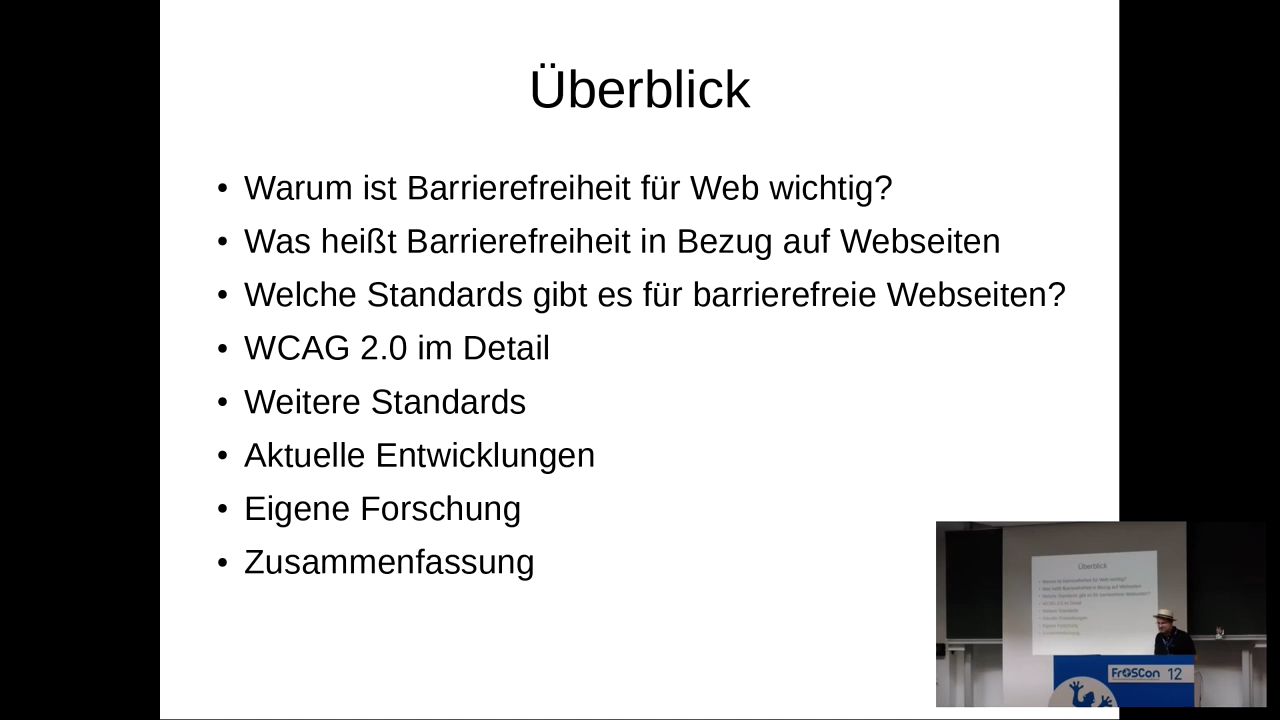 Überblick
• Warum ist Barrierefreiheit für Web wichtig?
• Was heißt Barrierefreiheit in Bezug auf Webseiten
• Welche Standards gibt es für barrierefreie Webseiten?
• WCAG 2.0 im Detail
• Weitere Standards
• Aktuelle Entwicklungen
• Eigene Forschung
• Zusammenfassung
Überblick
FrOSCon 12